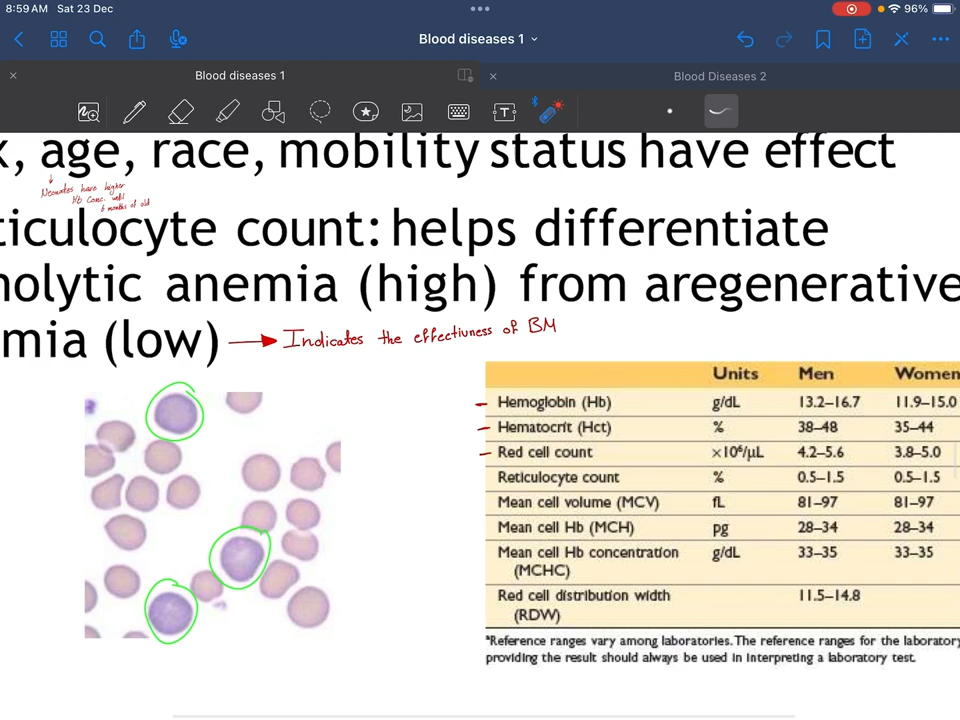 8:59 AM Sat 23 Dec
96%
Blood diseases 1
Blood diseases 1
Blood Diseases 2
x, age, race, mobility status have effect
Neonates have higher
Hb Conc. until
6 months of old
ticulocyte count: helps differentiate
nolytic anemia (high) from aregenerative
mia (low) → Indicates the effectivness of BM
Units Men Women
Hemoglobin (Hb) g/dL 13.2–16.7 11.9–15.0
Hematocrit (Hct) % 38–48 35–44
Red cell count ×10⁶/μL 4.2–5.6 3.8–5.0
Reticulocyte count % 0.5–1.5 0.5–1.5
Mean cell volume (MCV) fL 81–97 81–97
Mean cell Hb (MCH) pg 28–34 28–34
Mean cell Hb concentration g/dL 33–35 33–35
(MCHC)
Red cell distribution width 11.5–14.8
(RDW)
*Reference ranges vary among laboratories. The reference ranges for the laboratory
providing the result should always be used in interpreting a laboratory test.